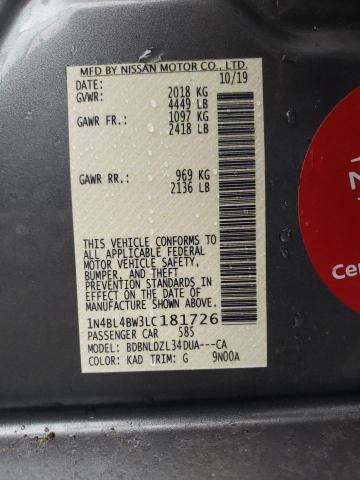 MFD BY NISSAN MOTOR CO., LTD.
DATE: 10/19
GVWR: 2018 KG
4449 LB
GAWR FR: 1097 KG
2418 LB
GAWR RR: 969 KG
2136 LB
THIS VEHICLE CONFORMS TO
ALL APPLICABLE FEDERAL
MOTOR VEHICLE SAFETY,
BUMPER, AND THEFT
PREVENTION STANDARDS
IN EFFECT ON THE DATE OF
MANUFACTURE SHOWN ABOVE.
1N4BL4BW3LC181726
PASSENGER CAR 585
MODEL: BDBNLDZL34DUA---CA
COLOR: KAD TRIM: G 9N00A
N
Cer